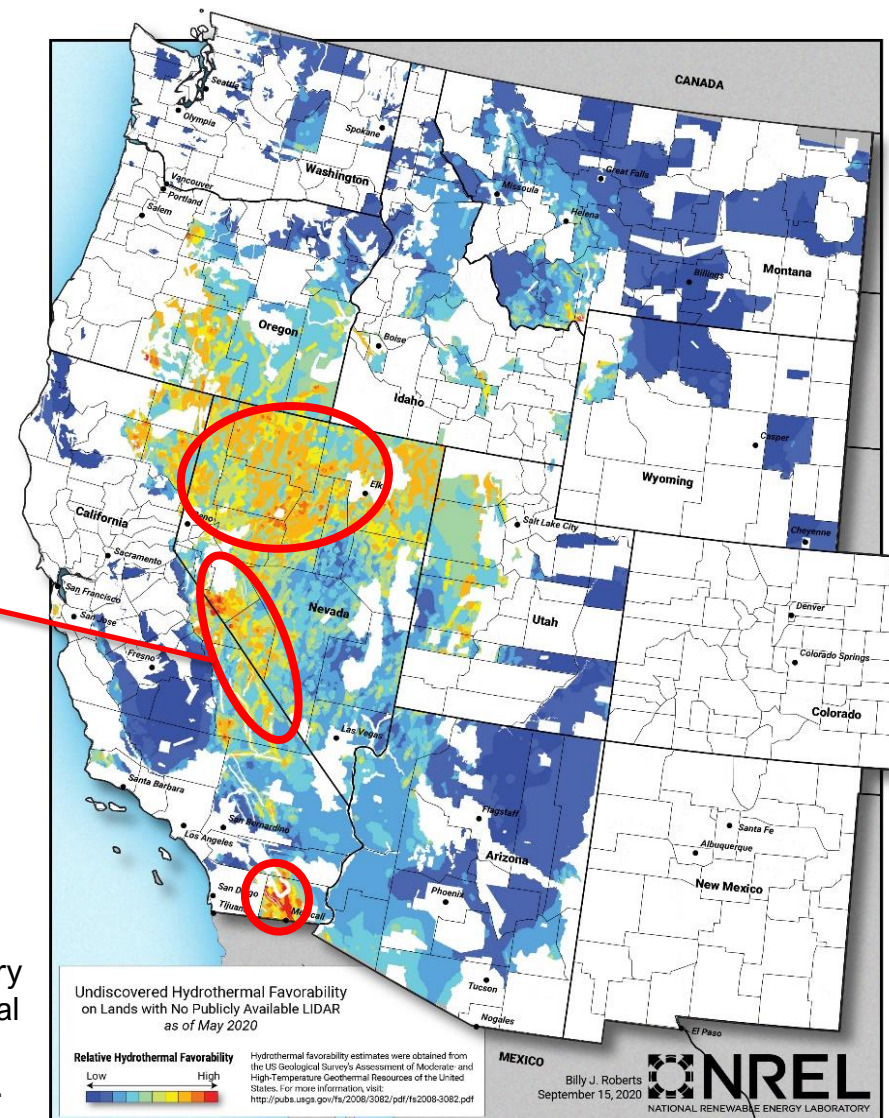 CANADA
Seattle
Olympia
Spokane
Washington
Vancouver
Portland
Salem
Great Falls
Missoula
Helena
Montana
Billings
Oregon
Boise
Idaho
Casper
Wyoming
Cheyenne
Elk
California
Sacramento
Salt Lake City
San Francisco
San Jose
Nevada
Utah
Denver
Colorado Springs
Fresno
Colorado
Las Vegas
Santa Barbara
San Bernardino
Los Angeles
Flagstaff
Arizona
Santa Fe
Albuquerque
New Mexico
San Diego
Phoenix
Tijuan
Mexicali
Tucson
Nogales
El Paso
MEXICO
ry
al
Undiscovered Hydrothermal Favorability
on Lands with No Publicly Available LIDAR
as of May 2020
Relative Hydrothermal Favorability
Low High
Hydrothermal favorability estimates were obtained from
the US Geological Survey's Assessment of Moderate- and
High-Temperature Geothermal Resources of the United
States. For more information, visit:
http://pubs.usgs.gov/fs/2008/3082/pdf/fs2008-3082.pdf
Billy J. Roberts
September 15, 2020
NREL
NATIONAL RENEWABLE ENERGY LABORATORY